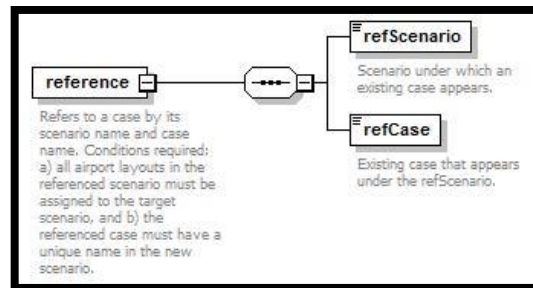 reference
Refers to a case by its
scenario name and case
name. Conditions required:
a) all airport layouts in the
referenced scenario must be
assigned to the target
scenario, and b) the
referenced case must have a
unique name in the new
scenario.
refScenario
Scenario under which an
existing case appears.
refCase
Existing case that appears
under the refScenario.